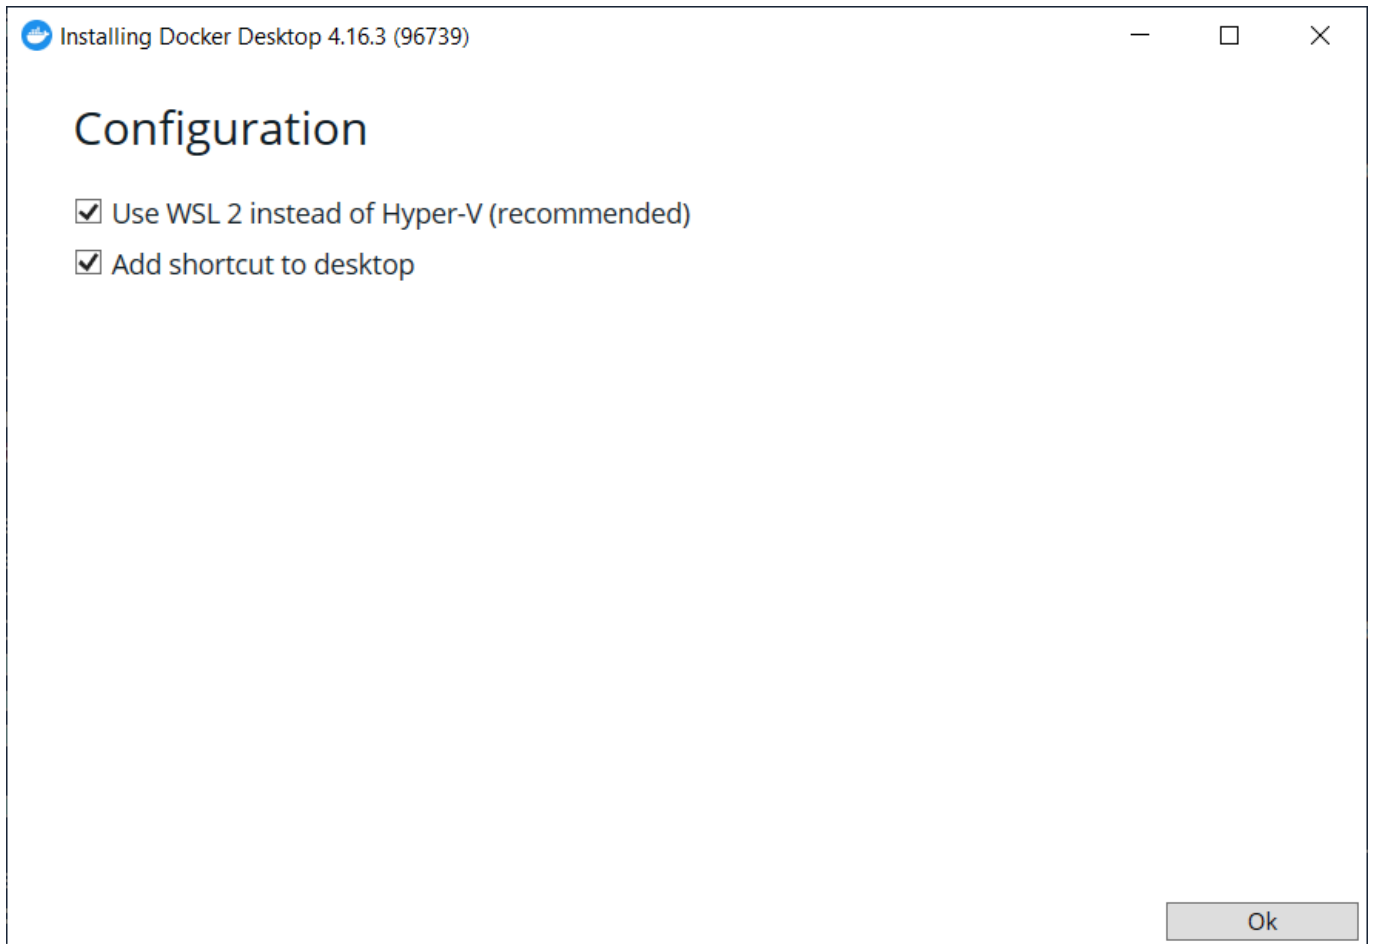 Installing Docker Desktop 4.16.3 (96739)
Configuration
Use WSL 2 instead of Hyper-V (recommended)
Add shortcut to desktop
Ok